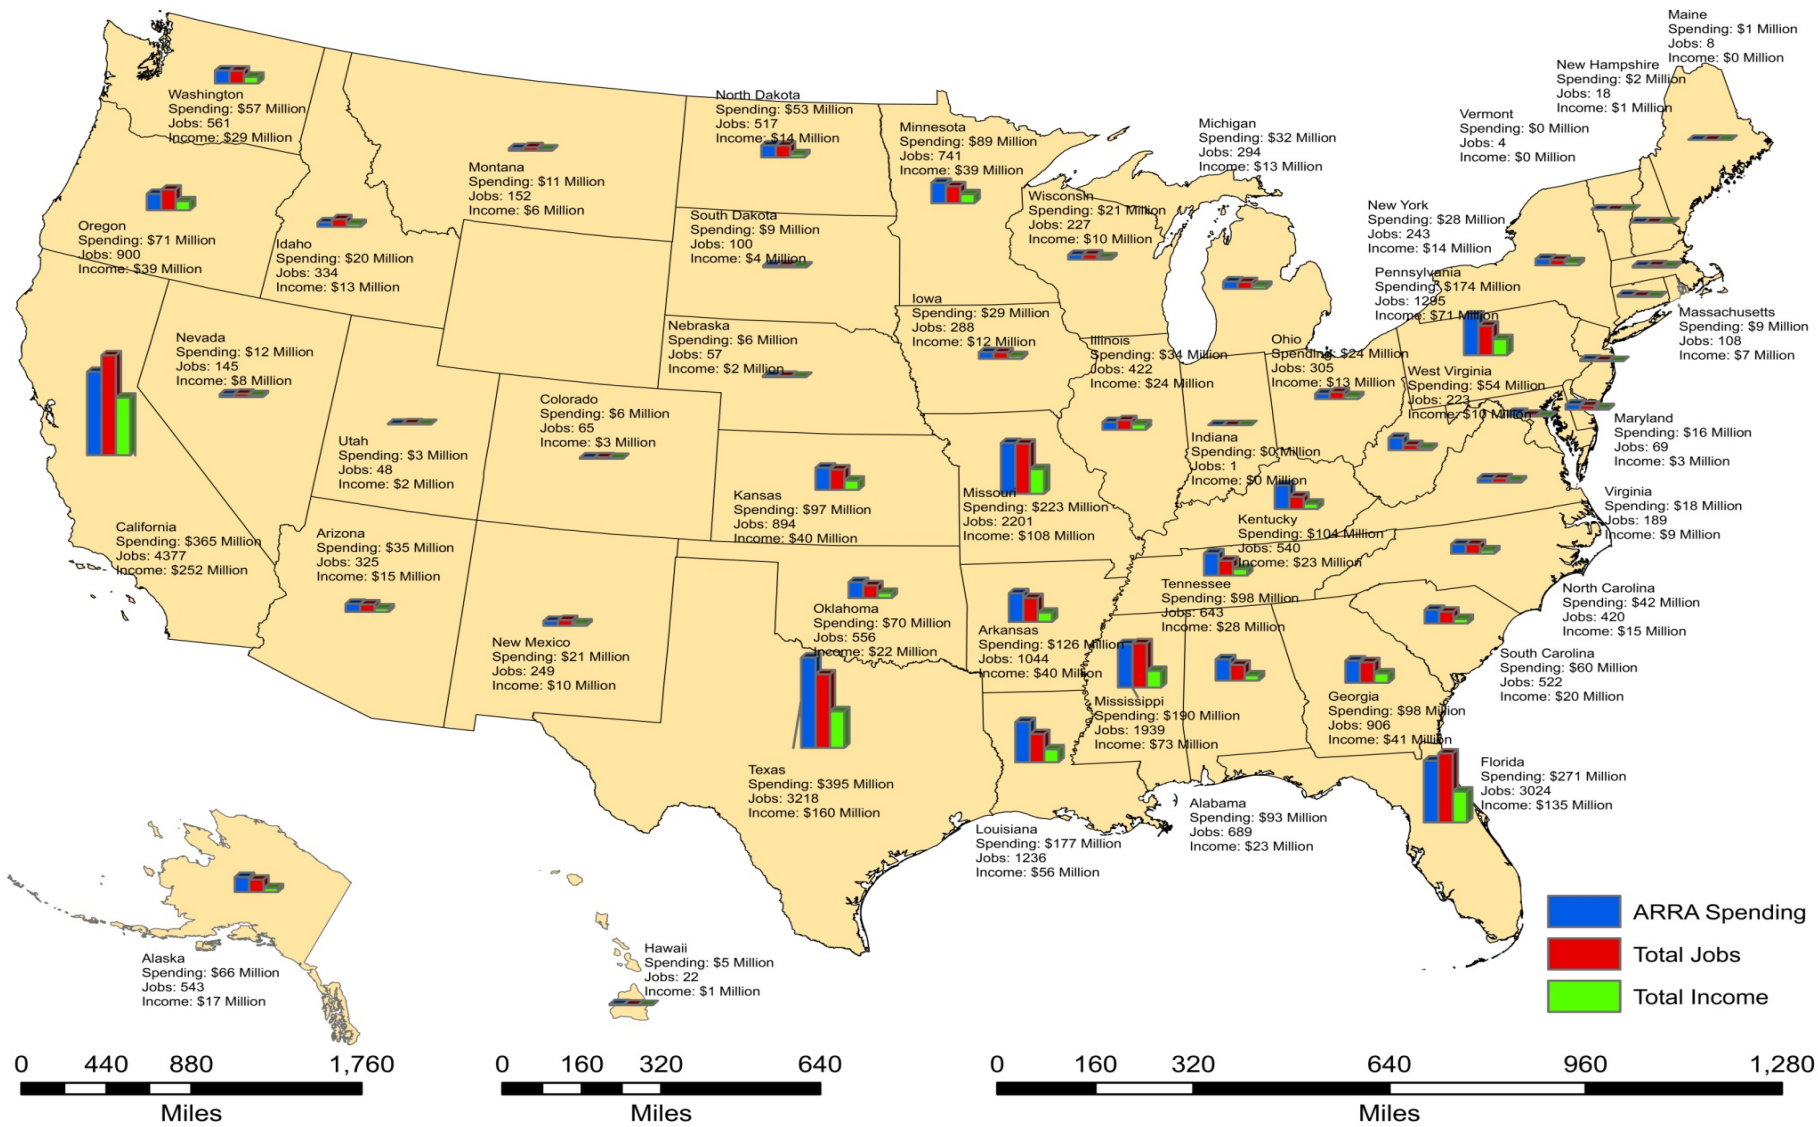 Maine
Spending: $1 Million
Jobs: 8
Income: $0 Million
New Hampshire
Spending: $2 Million
Jobs: 18
Income: $1 Million
Vermont
Spending: $0 Million
Jobs: 4
Income: $0 Million
Washington
Spending: $57 Million
Jobs: 561
Income: $29 Million
North Dakota
Spending: $53 Million
Jobs: 517
Income: $14 Million
Minnesota
Spending: $89 Million
Jobs: 741
Income: $39 Million
Michigan
Spending: $32 Million
Jobs: 294
Income: $13 Million
Montana
Spending: $11 Million
Jobs: 152
Income: $6 Million
Wisconsin
Spending: $21 Million
Jobs: 227
Income: $10 Million
New York
Spending: $28 Million
Jobs: 243
Income: $14 Million
Oregon
Spending: $71 Million
Jobs: 900
Income: $39 Million
Idaho
Spending: $20 Million
Jobs: 334
Income: $13 Million
South Dakota
Spending: $9 Million
Jobs: 100
Income: $4 Million
Pennsylvania
Spending: $174 Million
Jobs: 1295
Income: $71 Million
Iowa
Spending: $29 Million
Jobs: 288
Income: $12 Million
Massachusetts
Spending: $9 Million
Jobs: 108
Income: $7 Million
Nevada
Spending: $12 Million
Jobs: 145
Income: $8 Million
Nebraska
Spending: $6 Million
Jobs: 57
Income: $2 Million
Illinois
Spending: $34 Million
Jobs: 422
Income: $24 Million
Ohio
Spending: $24 Million
Jobs: 305
Income: $13 Million
West Virginia
Spending: $54 Million
Jobs: 223
Income: $10 Million
Colorado
Spending: $6 Million
Jobs: 65
Income: $3 Million
Maryland
Spending: $16 Million
Jobs: 69
Income: $3 Million
Utah
Spending: $3 Million
Jobs: 48
Income: $2 Million
Indiana
Spending: $0 Million
Jobs: 1
Income: $0 Million
Kansas
Spending: $97 Million
Jobs: 894
Income: $40 Million
Missouri
Spending: $223 Million
Jobs: 2201
Income: $108 Million
Virginia
Spending: $18 Million
Jobs: 189
Income: $9 Million
California
Spending: $365 Million
Jobs: 4377
Income: $252 Million
Arizona
Spending: $35 Million
Jobs: 325
Income: $15 Million
Kentucky
Spending: $104 Million
Jobs: 540
Income: $23 Million
Tennessee
Spending: $98 Million
Jobs: 643
Income: $28 Million
North Carolina
Spending: $42 Million
Jobs: 420
Income: $15 Million
Oklahoma
Spending: $70 Million
Jobs: 556
Income: $22 Million
Arkansas
Spending: $126 Million
Jobs: 1044
Income: $40 Million
New Mexico
Spending: $21 Million
Jobs: 249
Income: $10 Million
South Carolina
Spending: $60 Million
Jobs: 522
Income: $20 Million
Mississippi
Spending: $190 Million
Jobs: 1939
Income: $73 Million
Georgia
Spending: $98 Million
Jobs: 906
Income: $41 Million
Texas
Spending: $395 Million
Jobs: 3218
Income: $160 Million
Florida
Spending: $271 Million
Jobs: 3024
Income: $135 Million
Alabama
Spending: $93 Million
Jobs: 689
Income: $23 Million
Louisiana
Spending: $177 Million
Jobs: 1236
Income: $56 Million
Alaska
Spending: $66 Million
Jobs: 543
Income: $17 Million
Hawaii
Spending: $5 Million
Jobs: 22
Income: $1 Million
ARRA Spending
Total Jobs
Total Income
0 440 880 1,760
Miles
0 160 320 640
Miles
0 160 320 640 960 1,280
Miles